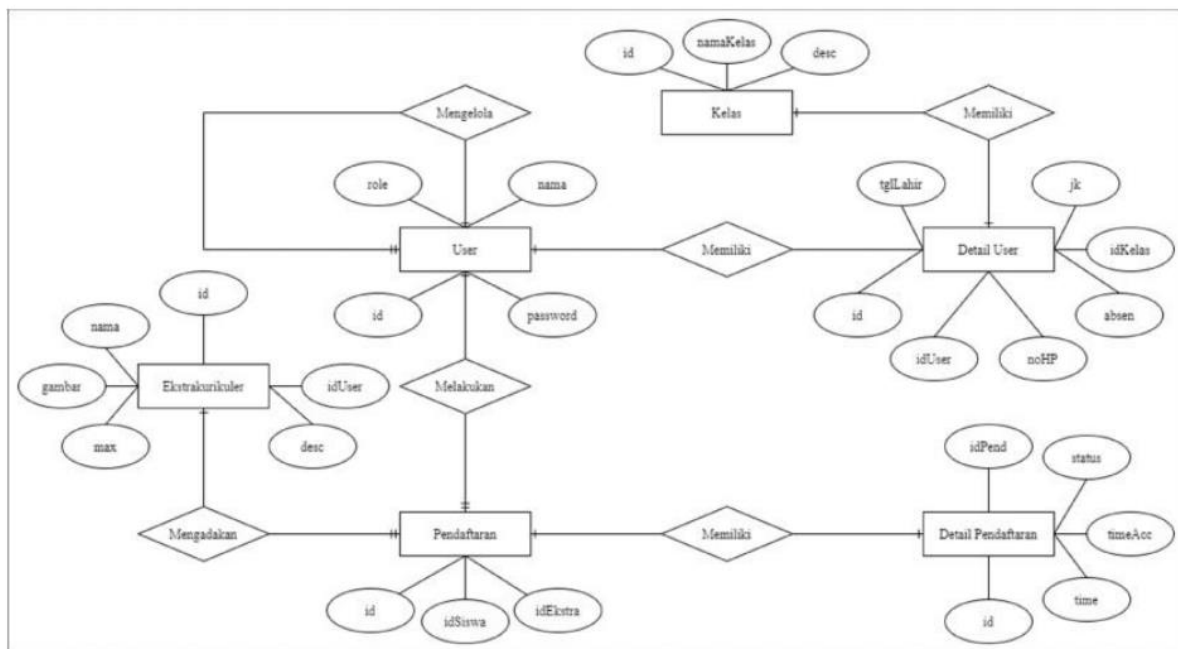 namaKelas
id
desc
Mengelola
Kelas
Memiliki
role
nama
tglLahir
jk
User
Memiliki
Detail User
idKelas
id
id
password
id
absen
nama
idUser
noHP
gambar
Ekstrakurikuler
idUser
Melakukan
max
desc
idPend
status
Mengadakan
Pendaftaran
Memiliki
Detail Pendaftaran
timeAcc
id
idSiswa
idEkstra
time
id